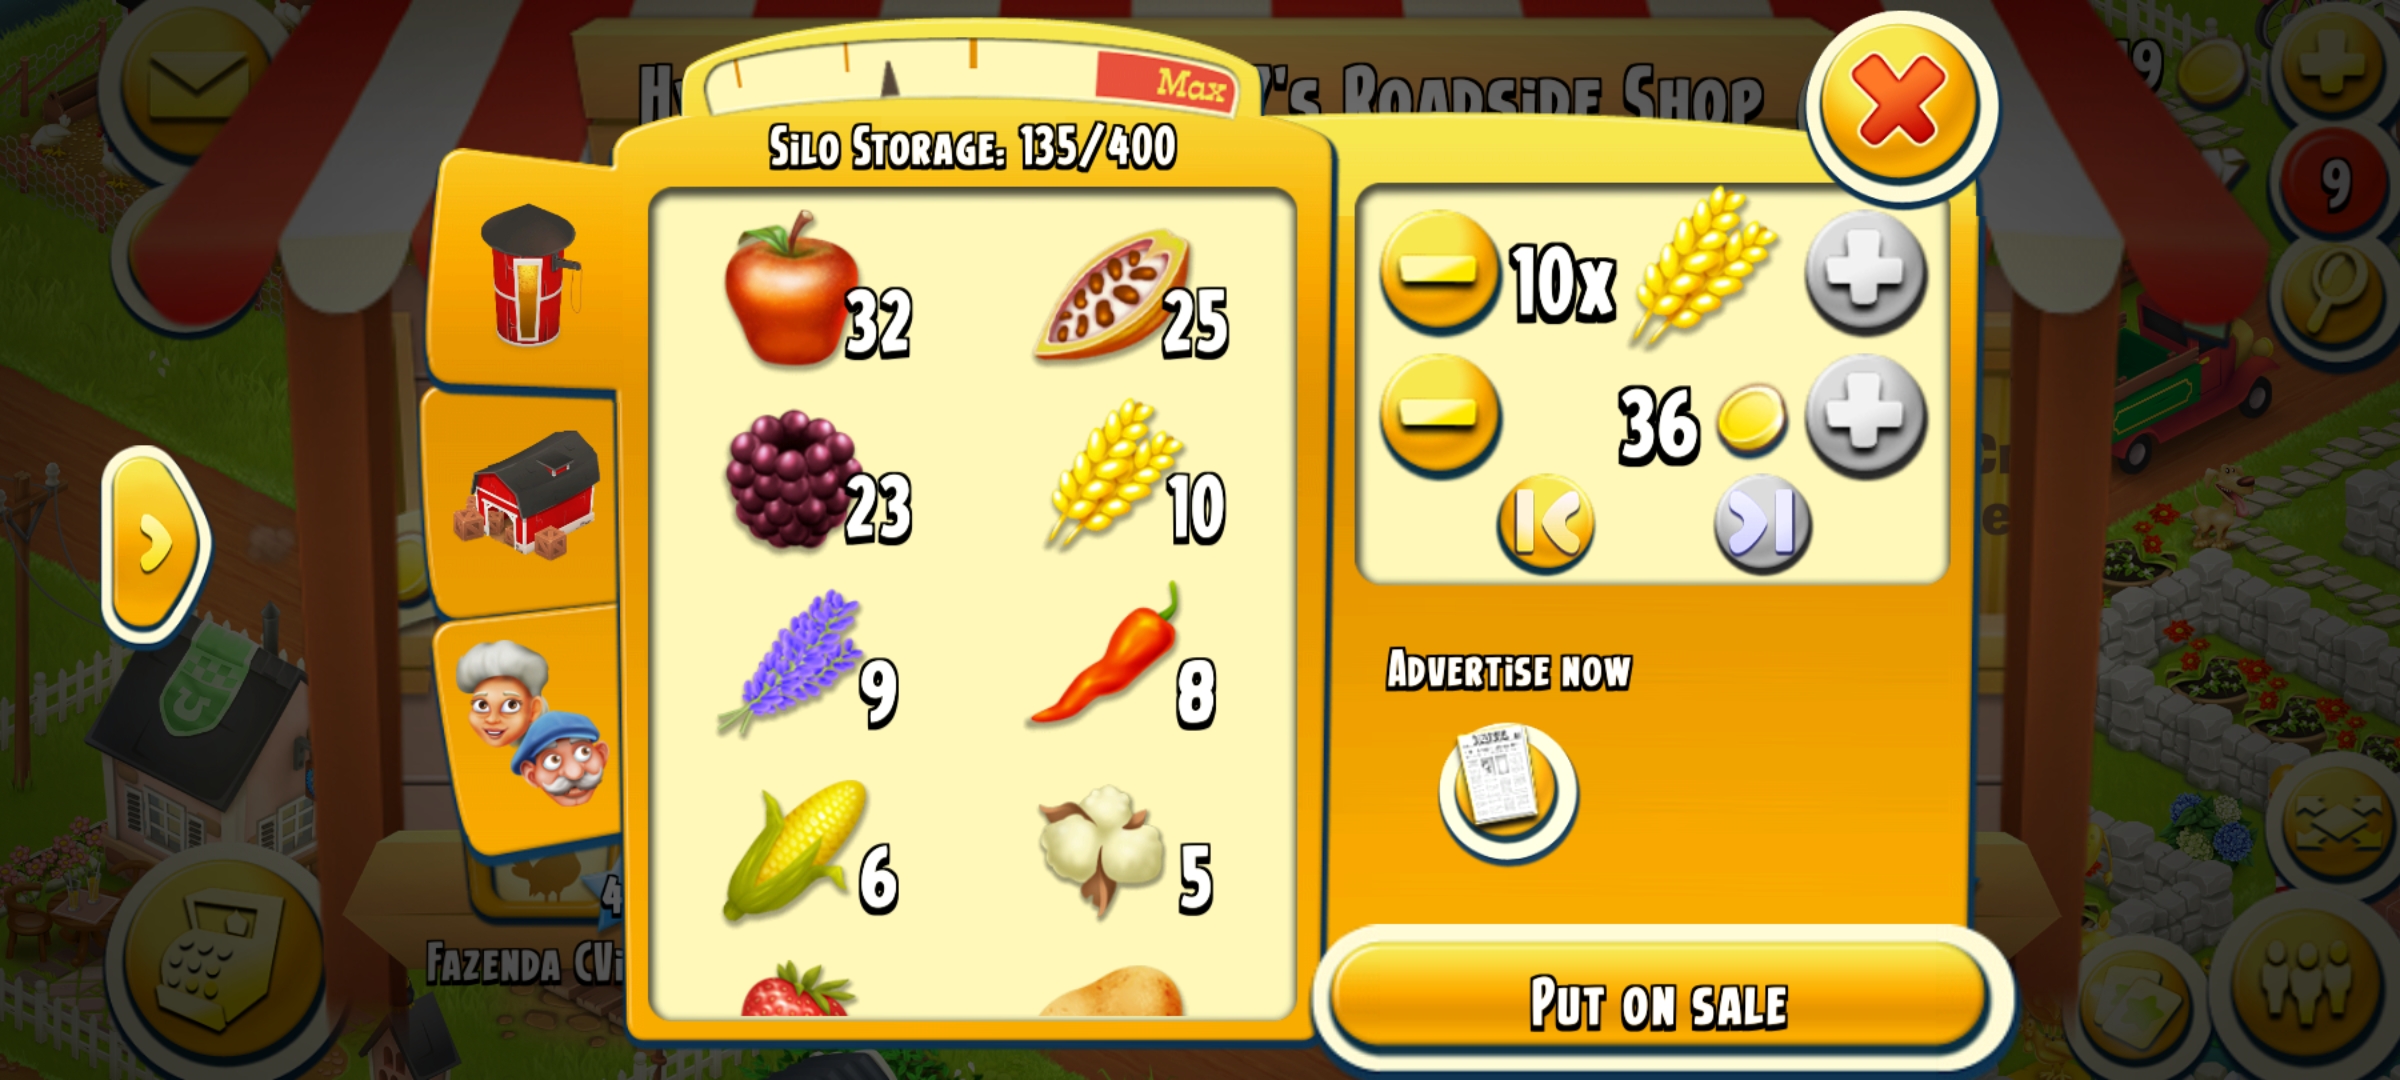 Max
's Roadside Shop
Silo Storage: 135/400
9
32
25
10x
23
10
36
9
8
Advertise now
6
5
Fazenda CVi
Put on sale